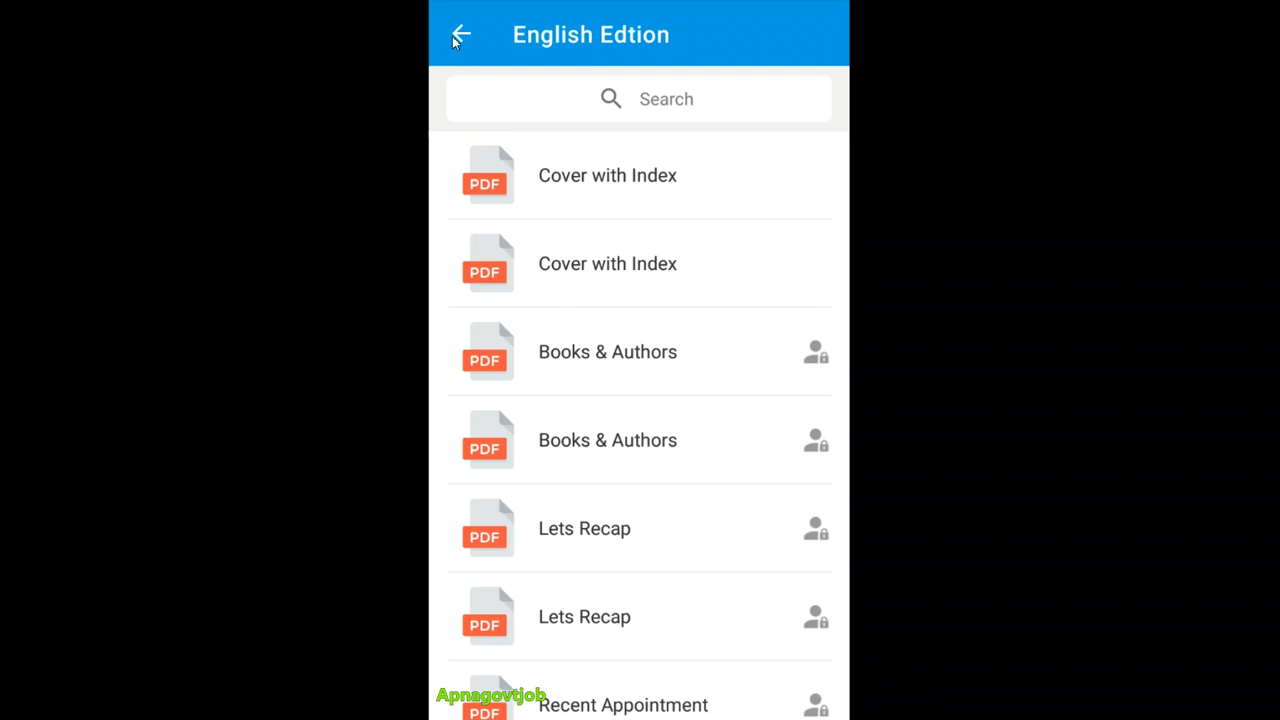 English Edtion
Search
PDF
Cover with Index
PDF
Cover with Index
PDF
Books & Authors
PDF
Books & Authors
PDF
Lets Recap
PDF
Lets Recap
PDF
Recent Appointment
Apnagovtjob